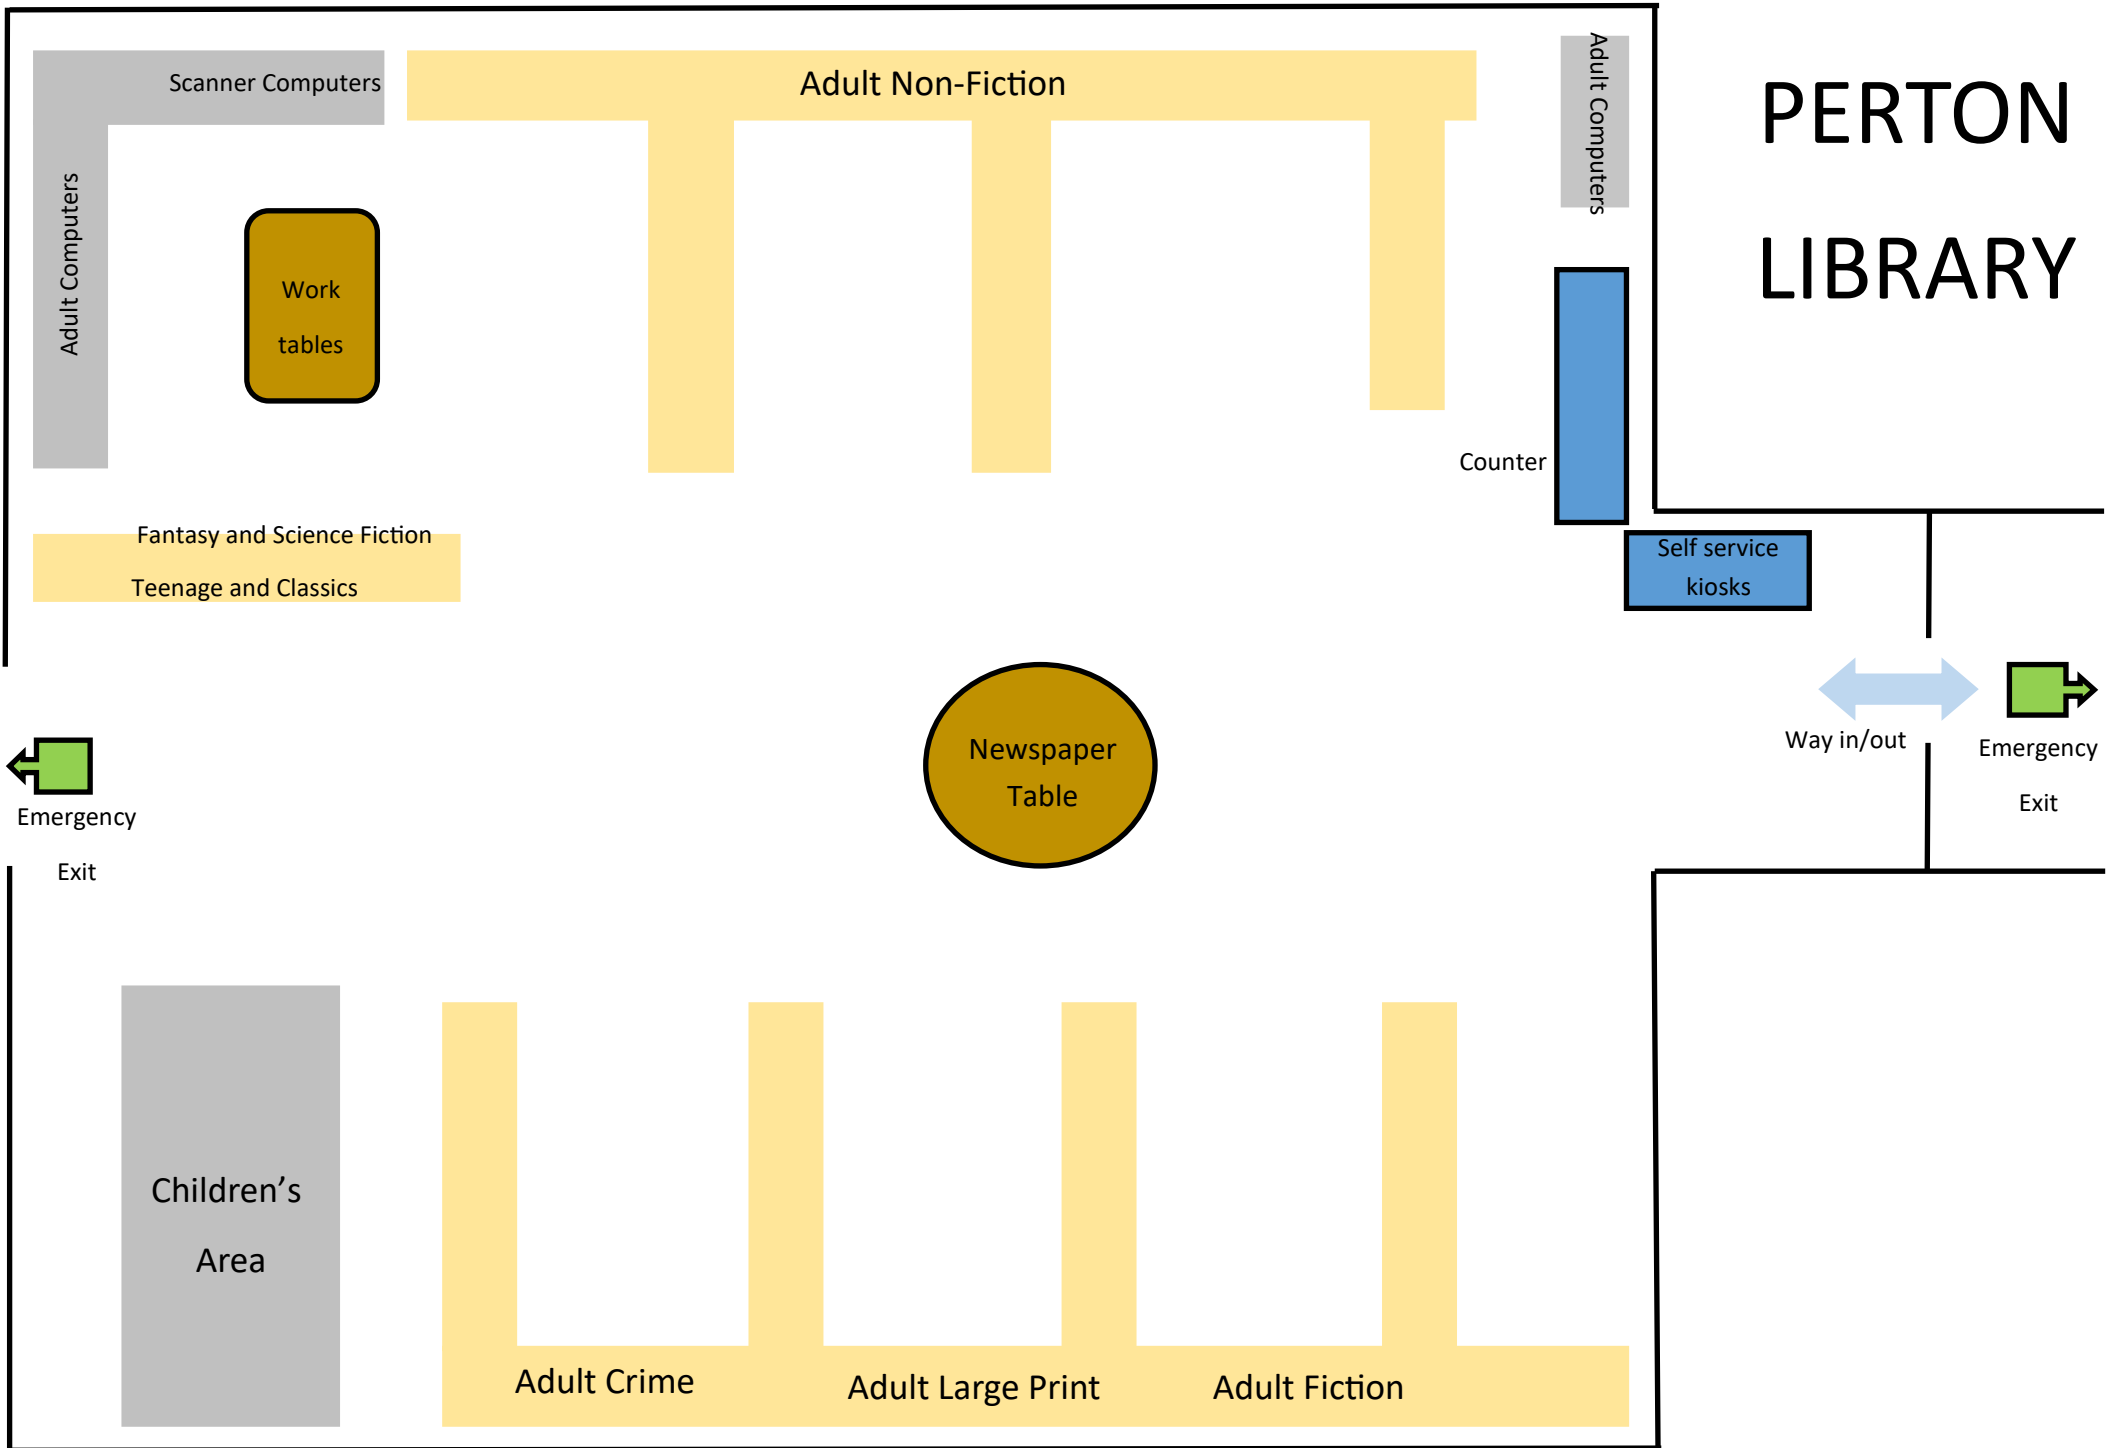 PERTON
LIBRARY
Scanner Computers
Adult Non-Fiction
Adult Computers
Adult Computers
Work
tables
Counter
Fantasy and Science Fiction
Teenage and Classics
Self service
kiosks
Newspaper
Table
Way in/out
Emergency
Exit
Emergency
Exit
Children’s
Area
Adult Crime
Adult Large Print
Adult Fiction